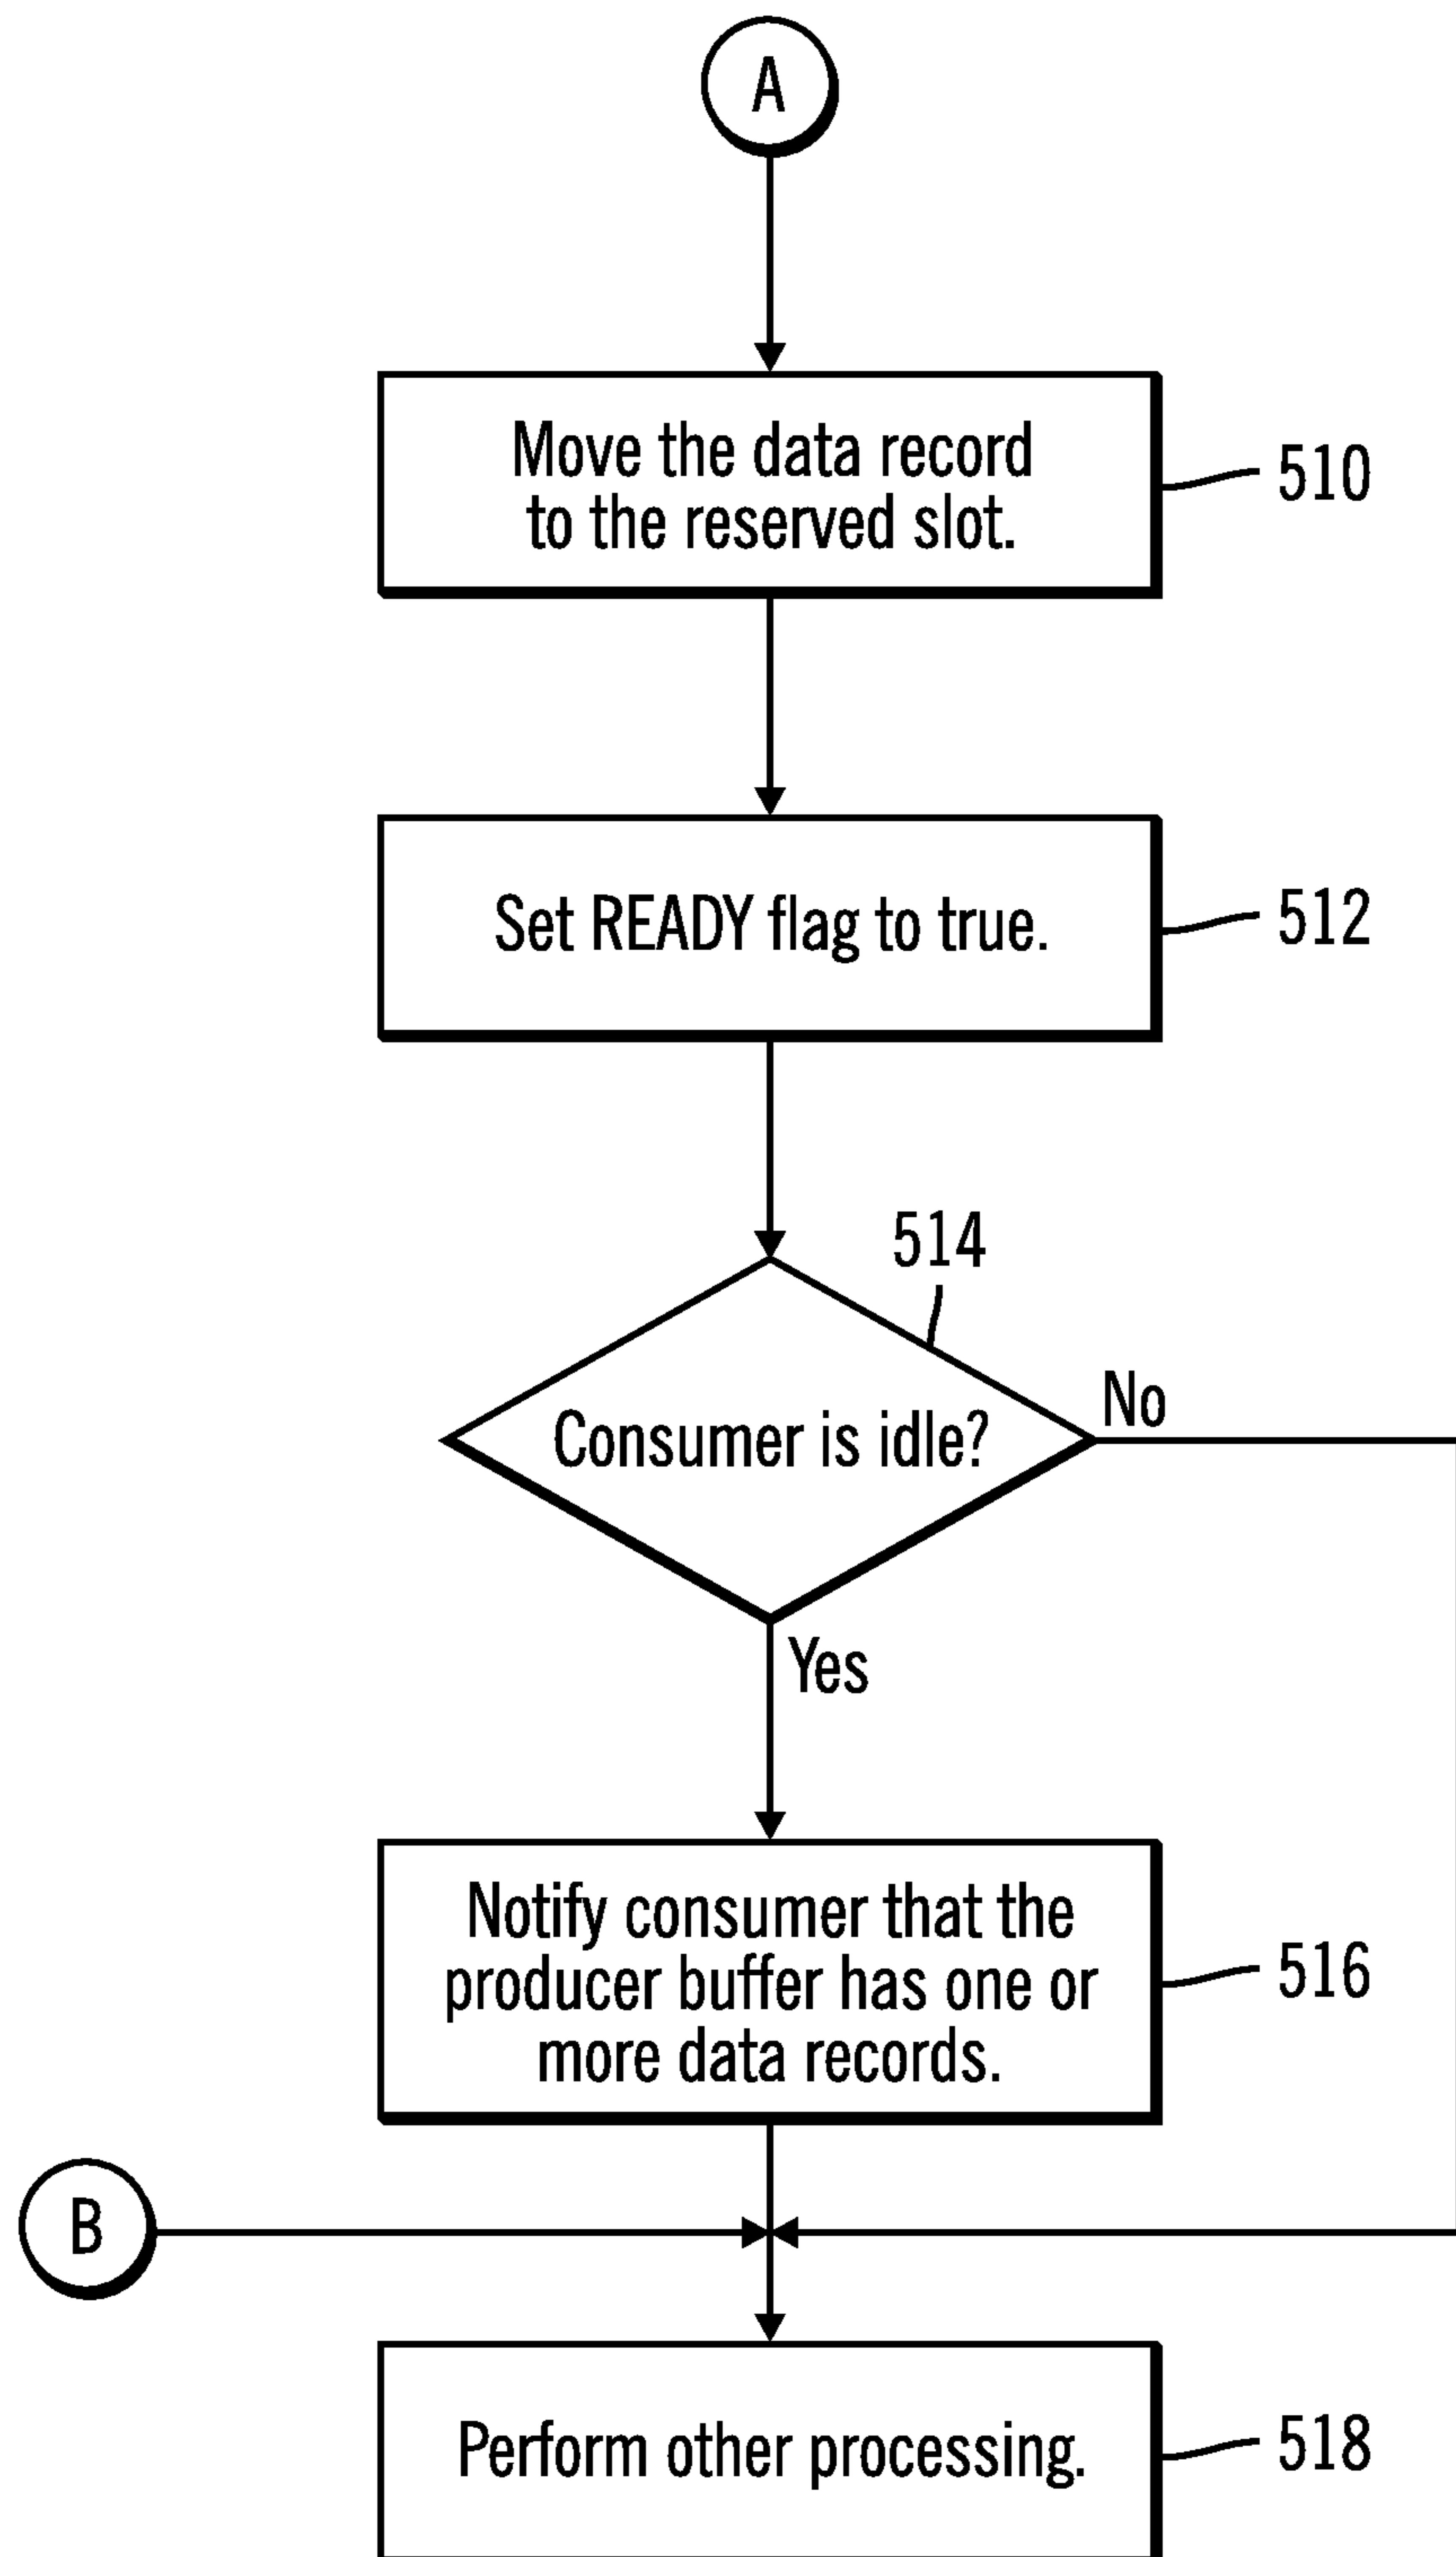 A
Move the data record
to the reserved slot.
510
Set READY flag to true.
512
514
Consumer is idle?
No
Yes
Notify consumer that the
producer buffer has one or
more data records.
516
B
Perform other processing.
518